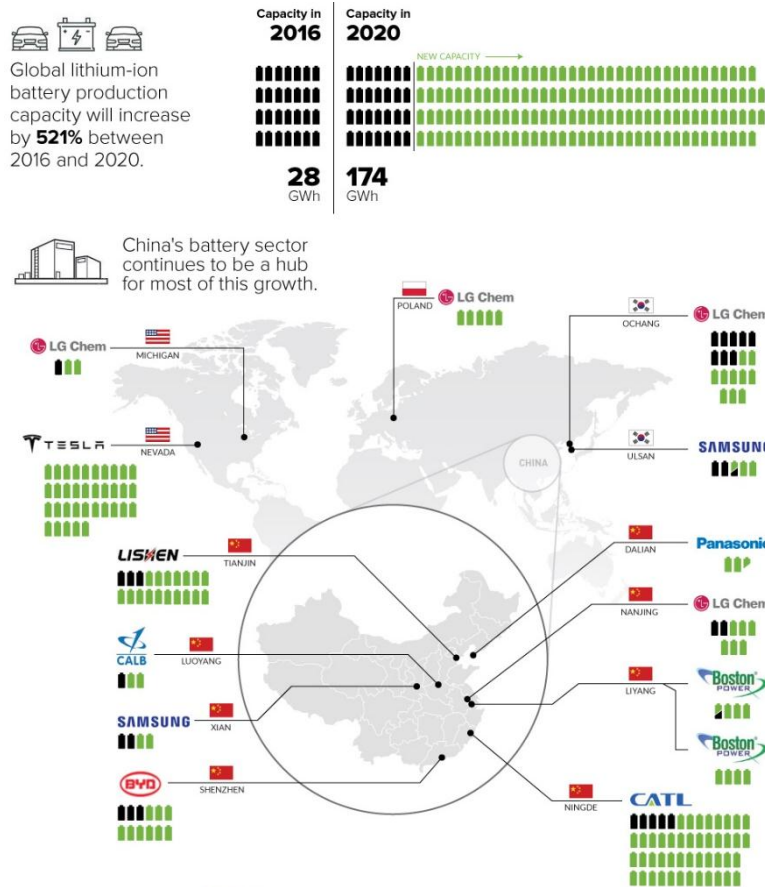 Global lithium-ion
battery production
capacity will increase
by 521% between
2016 and 2020.
Capacity in
2016
28
GWh
Capacity in
2020
NEW CAPACITY
174
GWh
China's battery sector
continues to be a hub
for most of this growth.
LG Chem
MICHIGAN
POLAND
LG Chem
OCHANG
LG Chem
TESLA
NEVADA
CHINA
ULSAN
SAMSUNG
LISHEN
TIANJIN
DALIAN
Panasonic
NANJING
LG Chem
CALB
LUOYANG
LIYANG
Boston
POWER
SAMSUNG
XIAN
Boston
POWER
BYD
SHENZHEN
NINGDE
CATL